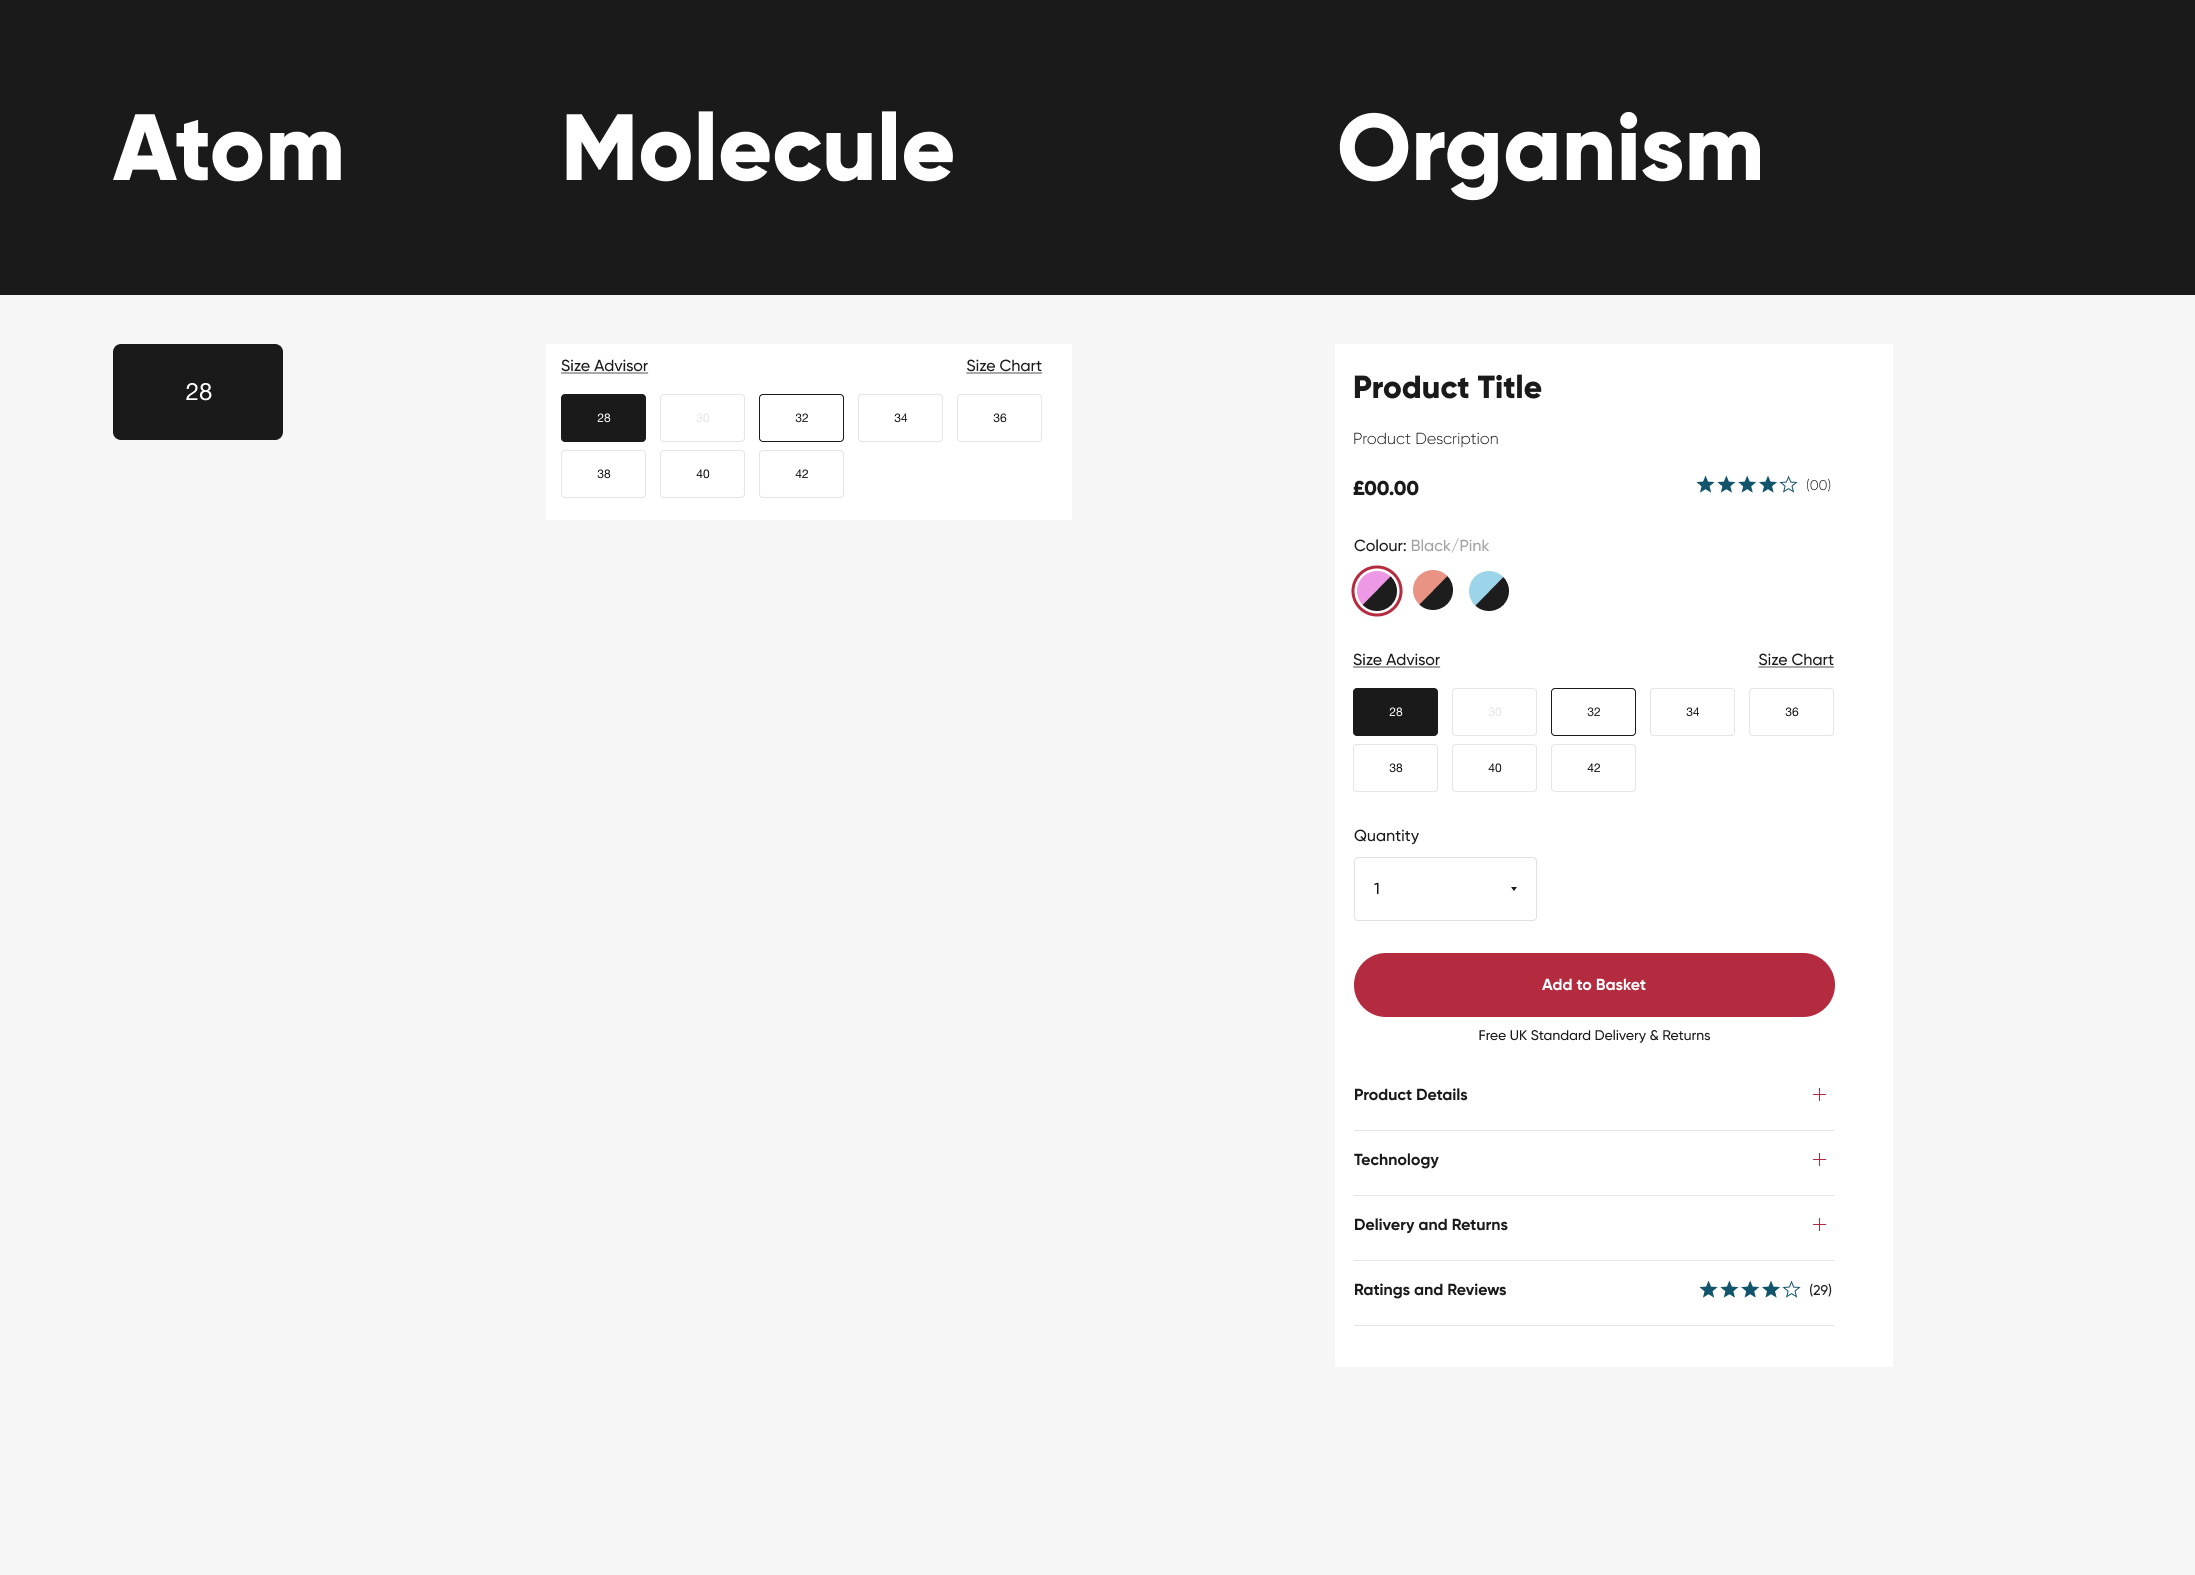 Atom Molecule Organism
28
Size Advisor Size Chart
28 30 32 34 36
38 40 42
Product Title
Product Description
£00.00 (00)
Colour: Black/Pink
Size Advisor Size Chart
28 30 32 34 36
38 40 42
Quantity
1
Add to Basket
Free UK Standard Delivery & Returns
Product Details
Technology
Delivery and Returns
Ratings and Reviews (29)